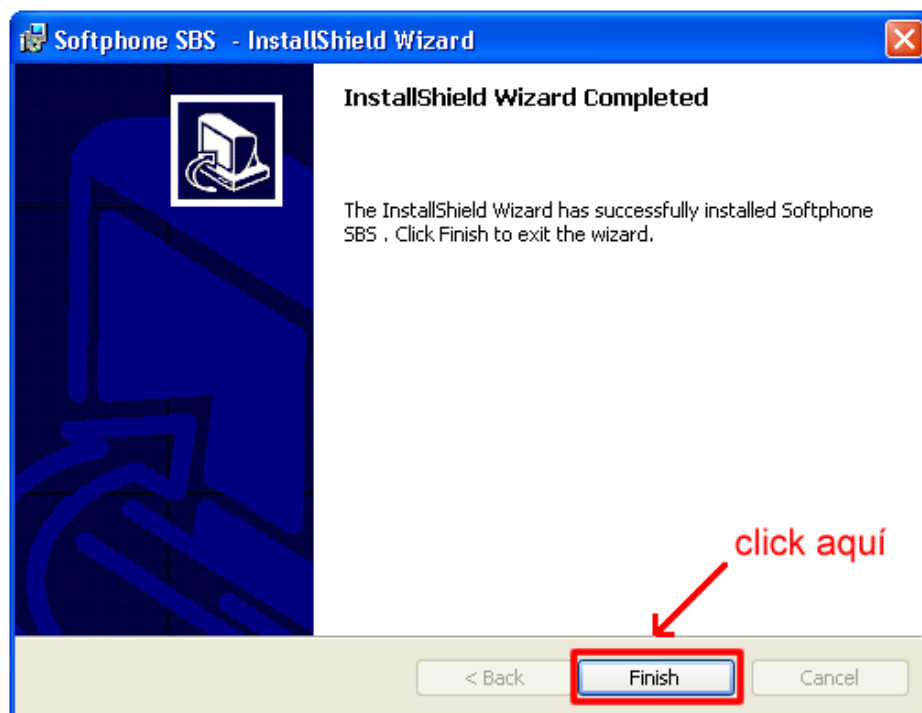 Softphone SBS - InstallShield Wizard
InstallShield Wizard Completed
The InstallShield Wizard has successfully installed Softphone
SBS . Click Finish to exit the wizard.
click aquí
< Back
Finish
Cancel